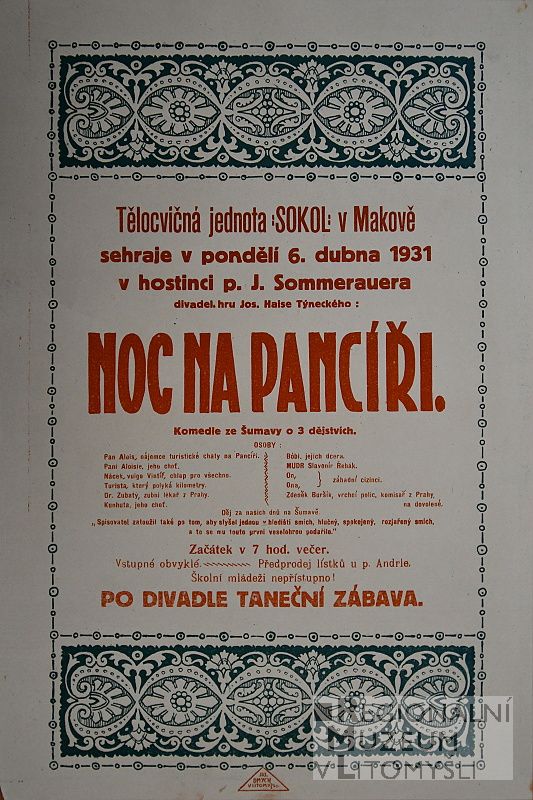 Tělocvičná jednota „SOKOL“ v Makově
sehraje v pondělí 6. dubna 1931
v hostinci p. J. Sommerauera
divadel. hru Jos. Haise Týneckého :
NOC NA PANCÍŘI.
Komedie ze Šumavy o 3 dějstvích.
OSOBY :
Pan Alois, nájemce turistické chaty na Pancíři.
Paní Aloisie, jeho choť.
Nácek, vulgo Vistříř, chlap pro všechno.
Turista, který polyká kilometry.
Dr. Zubatý, zubní lékař z Prahy.
Kunhuta, jeho choť.
Bóbi, jejich dcera.
MUDR Slavomír Řehák.
On,
Ona, } záhadní cizinci.
Zdeněk Buršík, vrchní polic. komisař z Prahy
na dovolené.
Děj za našich dnů na Šumavě.
„Spisovatel zatoužil také po tom, aby slyšel jednou v hledišti smích, hlučný, spokojený, rozjařený smích,
a to se mu touto první veselohrou podařilo.“
Začátek v 7 hod. večer.
Vstupné obvyklé. Předprodej lístků u p. Andrle.
Školní mládeži nepřístupno!
PO DIVADLE TANEČNÍ ZÁBAVA.
REGIONÁLNÍ
MUZEUM
V LITOMYŠLI
V LITOMYŠLI